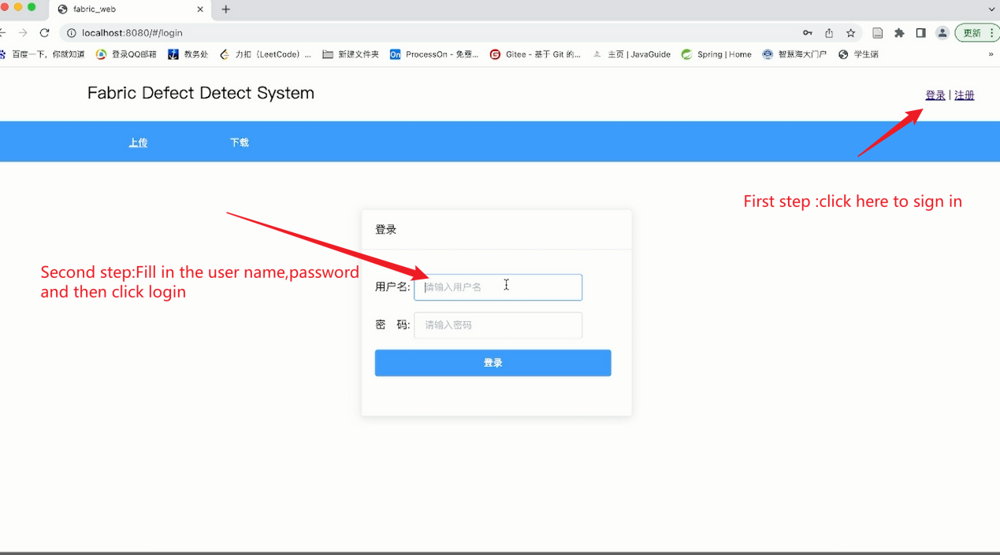 fabric_web
localhost:8080/#/login
更新
百度一下，你就知道 登录QQ邮箱 教务处 力扣（LeetCode）... 新建文件夹 ProcessOn - 免费... Gitee - 基于 Git 的... 主页 | JavaGuide Spring | Home 智慧海大门户 学生端
Fabric Defect Detect System
登录 | 注册
上传 下载
First step :click here to sign in
登录
Second step:Fill in the user name,password
and then click login
用户名: 请输入用户名
密 码: 请输入密码
登录